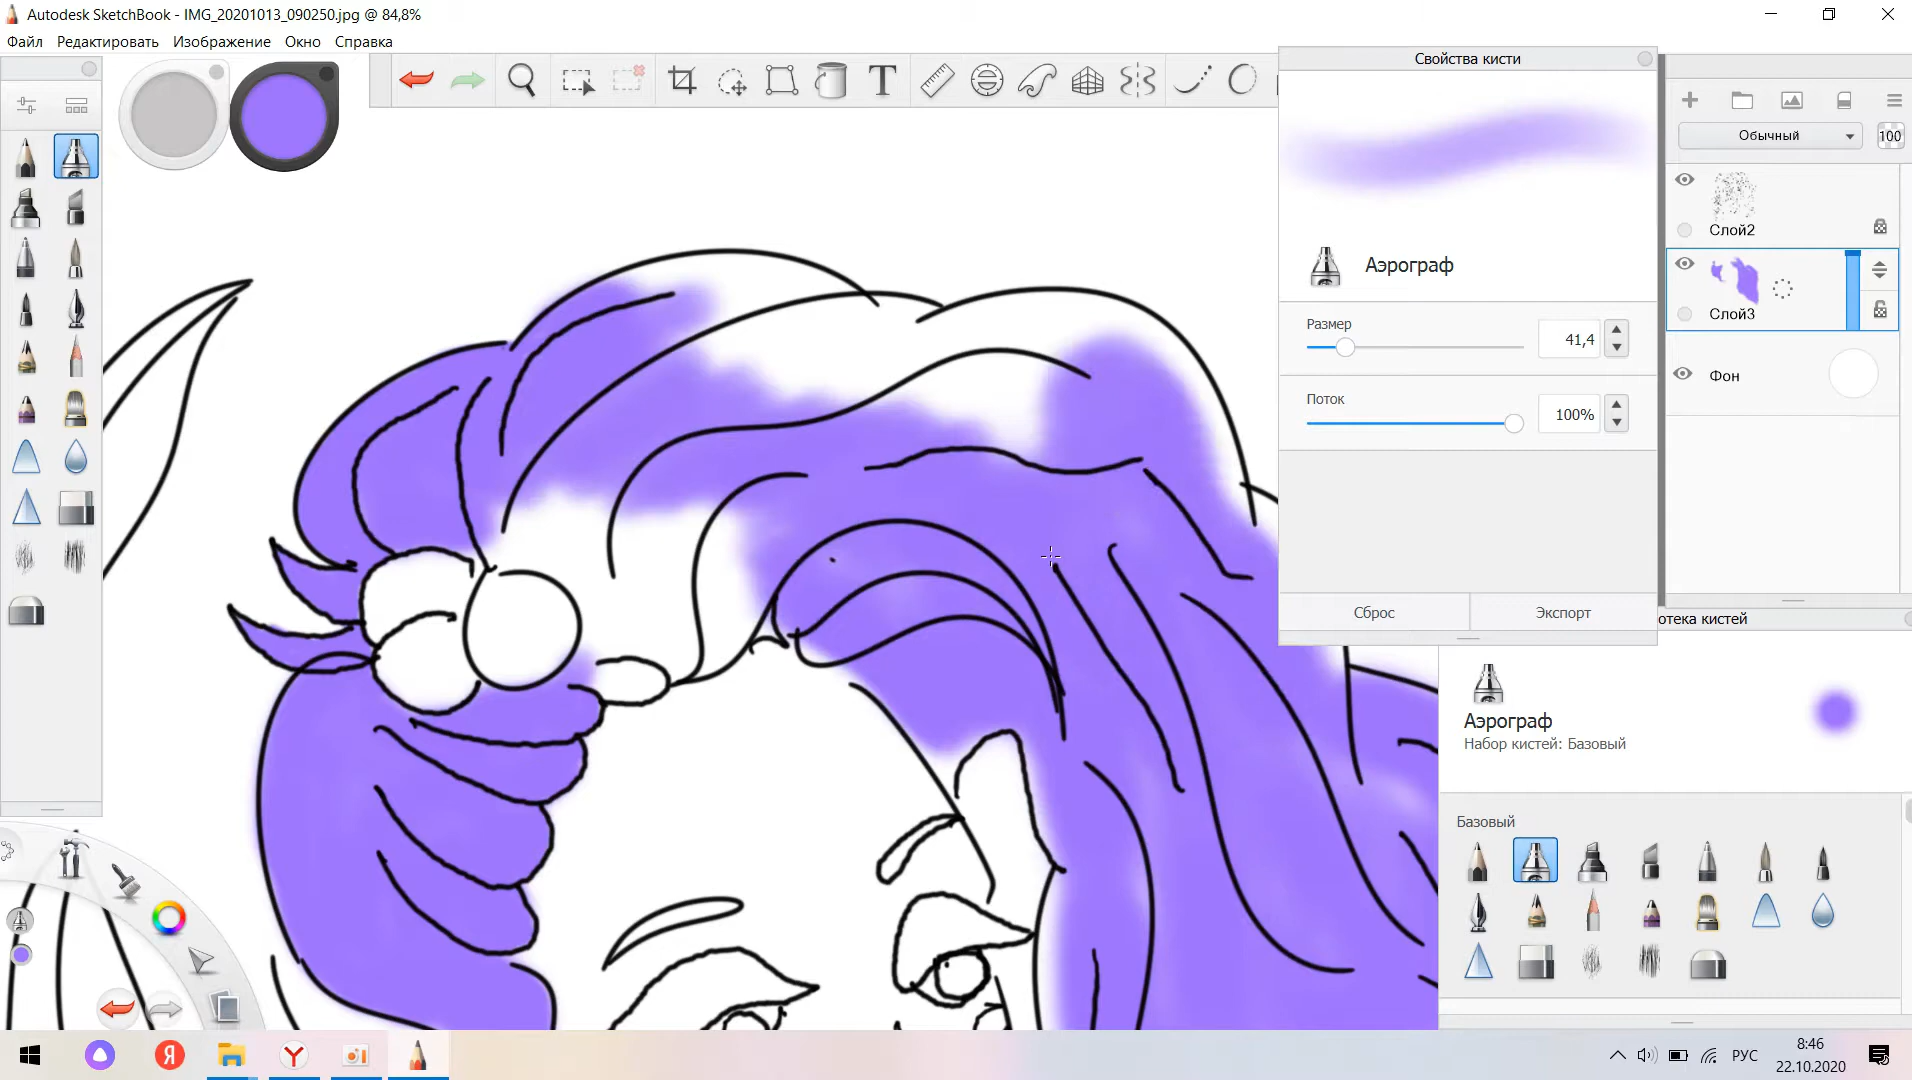 Autodesk SketchBook - IMG_20201013_090250.jpg @ 84,8%
Файл Редактировать Изображение Окно Справка
Свойства кисти
T
Обычный
100
Слой2
Аэрограф
Слой3
Размер
41,4
Фон
Поток
100%
Сброс
Экспорт
отека кистей
Аэрограф
Набор кистей: Базовый
Базовый
8:46
РУС
22.10.2020